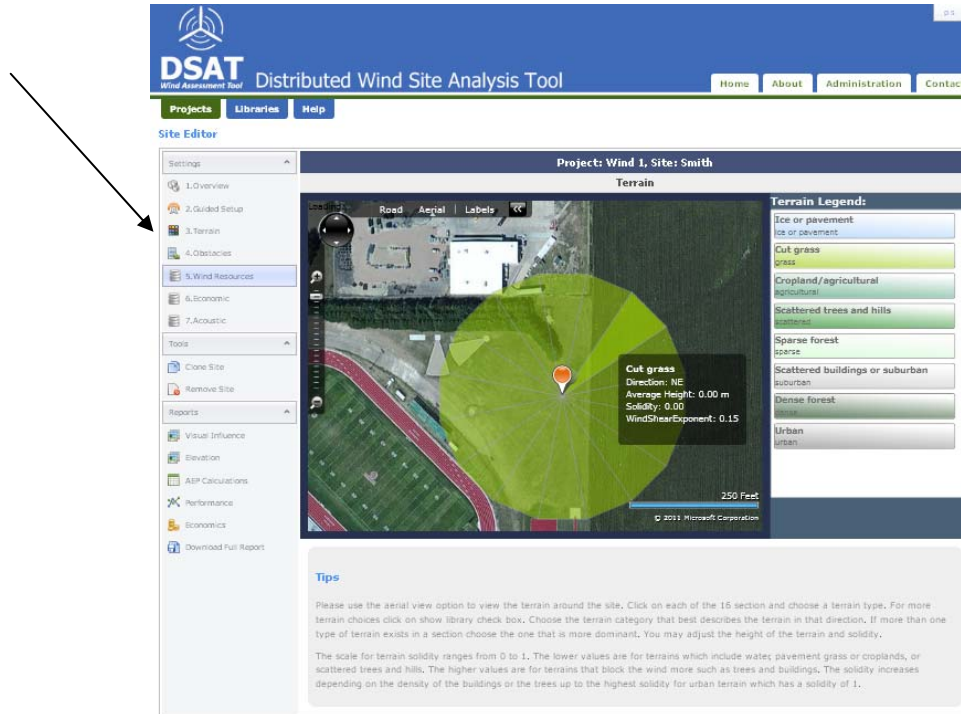 p.s
DSAT
Wind Assessment Tool
Distributed Wind Site Analysis Tool
Home About Administration Contac
Projects Libraries Help
Site Editor
Settings
1.Overview
2.Guided Setup
3.Terrain
4.Obstacles
5.Wind Resources
6.Economic
7.Acoustic
Tools
Clone Site
Remove Site
Reports
Visual Influence
Elevation
AEP Calculations
Performance
Economics
Download Full Report
Project: Wind 1, Site: Smith
Terrain
Loading...
Road Aerial Labels
Cut grass
Direction: NE
Average Height: 0.00 m
Solidity: 0.00
WindShearExponent: 0.15
250 Feet
© 2011 Microsoft Corporation
Terrain Legend:
Ice or pavement
ice or pavement
Cut grass
grass
Cropland/agricultural
agricultural
Scattered trees and hills
scattered
Sparse forest
sparse
Scattered buildings or suburban
suburban
Dense forest
dense
Urban
urban
Tips
Please use the aerial view option to view the terrain around the site. Click on each of the 16 section and choose a terrain type. For more
terrain choices click on show library check box. Choose the terrain category that best describes the terrain in that direction. If more than one
type of terrain exists in a section choose the one that is more dominant. You may adjust the height of the terrain and solidity.
The scale for terrain solidity ranges from 0 to 1. The lower values are for terrains which include water, pavement grass or croplands, or
scattered trees and hills. The higher values are for terrains that block the wind more such as trees and buildings. The solidity increases
depending on the density of the buildings or the trees up to the highest solidity for urban terrain which has a solidity of 1.